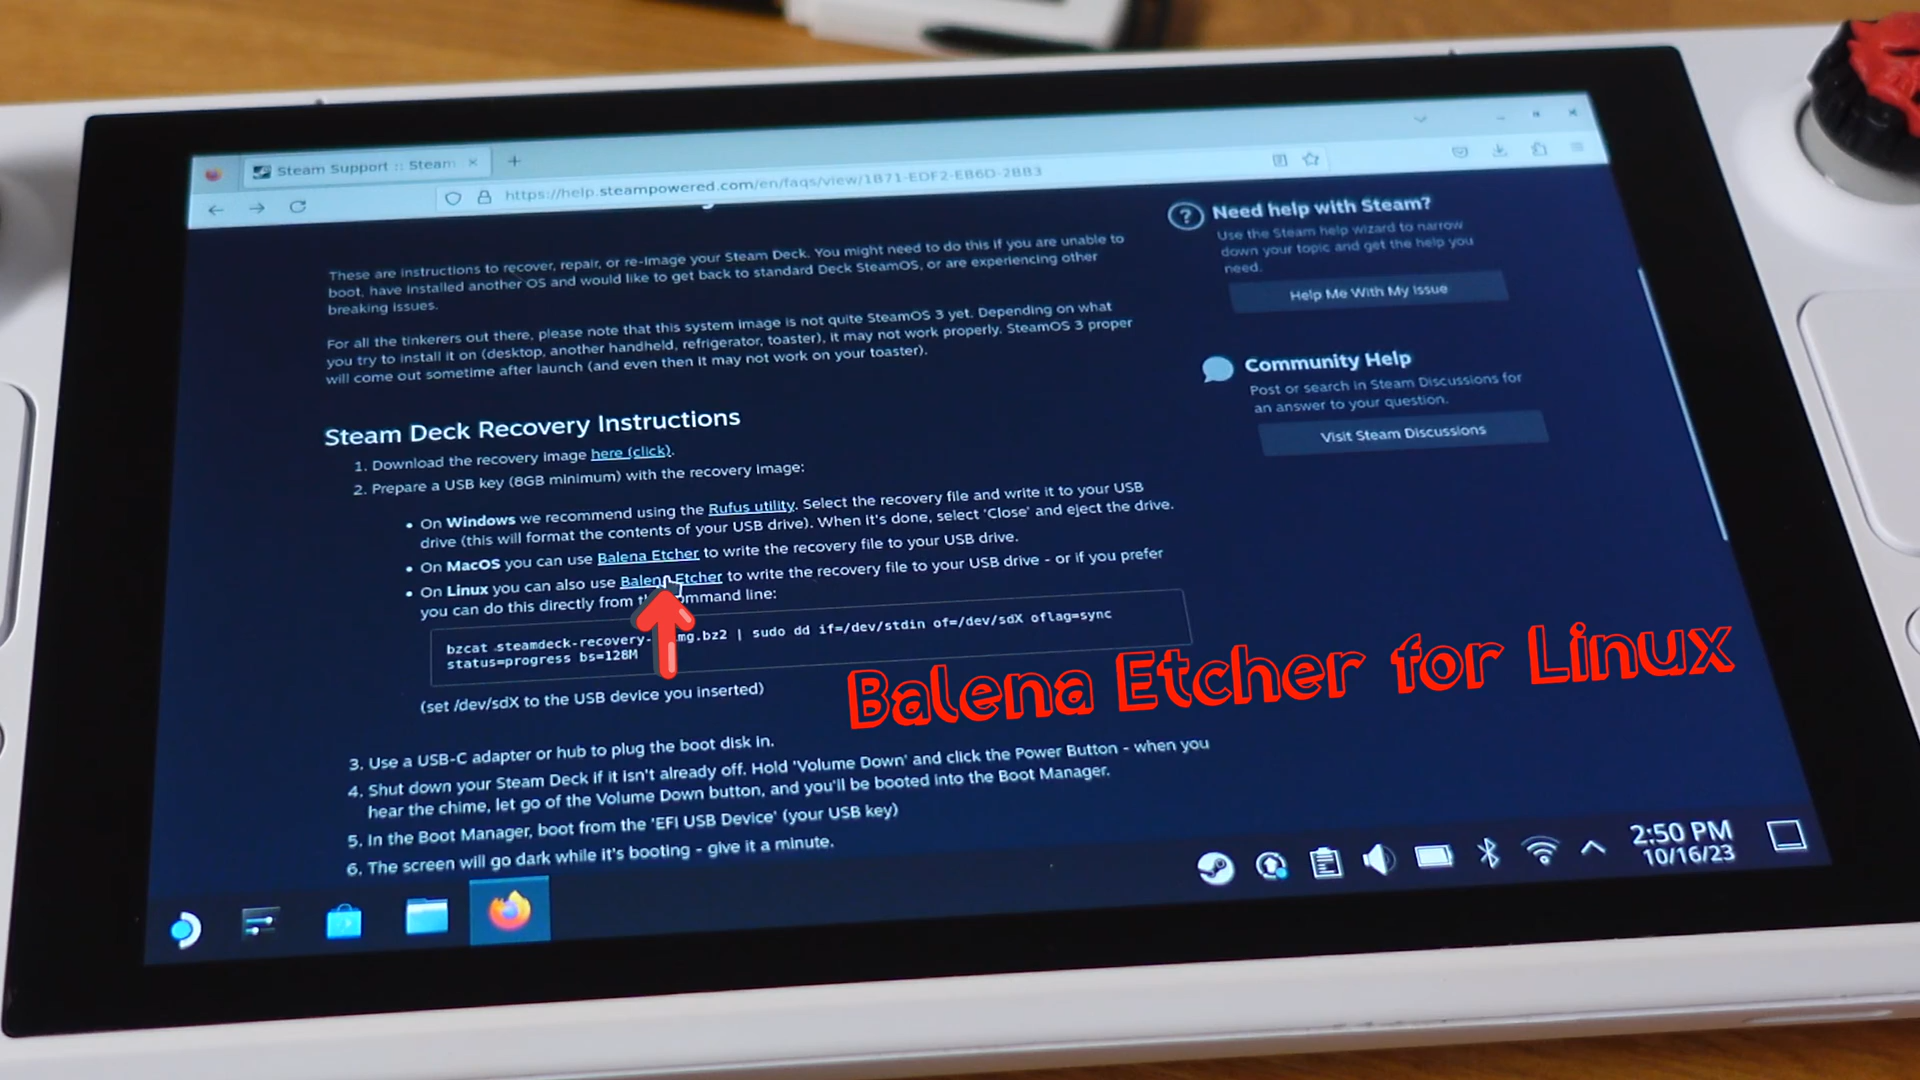 Steam Support :: Steam
https://help.steampowered.com/en/faqs/view/1B71-EDF2-EB6D-2BB3
These are instructions to recover, repair, or re-image your Steam Deck. You might need to do this if you are unable to
boot, have installed another OS and would like to get back to standard Deck SteamOS, or are experiencing other
breaking issues.
For all the tinkerers out there, please note that this system image is not quite SteamOS 3 yet. Depending on what
you try to install it on (desktop, another handheld, refrigerator, toaster), it may not work properly. SteamOS 3 proper
will come out sometime after launch (and even then it may not work on your toaster).
Steam Deck Recovery Instructions
1. Download the recovery image here (click).
2. Prepare a USB key (8GB minimum) with the recovery image:
• On Windows we recommend using the Rufus utility. Select the recovery file and write it to your USB
drive (this will format the contents of your USB drive). When it's done, select 'Close' and eject the drive.
• On MacOS you can use Balena Etcher to write the recovery file to your USB drive.
• On Linux you can also use Balena Etcher to write the recovery file to your USB drive - or if you prefer
you can do this directly from command line:
bzcat steamdeck-recovery- mg.bz2 | sudo dd if=/dev/stdin of=/dev/sdX oflag=sync
status=progress bs=128M
(set /dev/sdX to the USB device you inserted)
3. Use a USB-C adapter or hub to plug the boot disk in.
4. Shut down your Steam Deck if it isn't already off. Hold 'Volume Down' and click the Power Button - when you
hear the chime, let go of the Volume Down button, and you'll be booted into the Boot Manager.
5. In the Boot Manager, boot from the 'EFI USB Device' (your USB key)
6. The screen will go dark while it's booting - give it a minute.
Need help with Steam?
Use the Steam help wizard to narrow
down your topic and get the help you
need.
Help Me With My Issue
Community Help
Post or search in Steam Discussions for
an answer to your question.
Visit Steam Discussions
Balena Etcher for Linux
2:50 PM
10/16/23